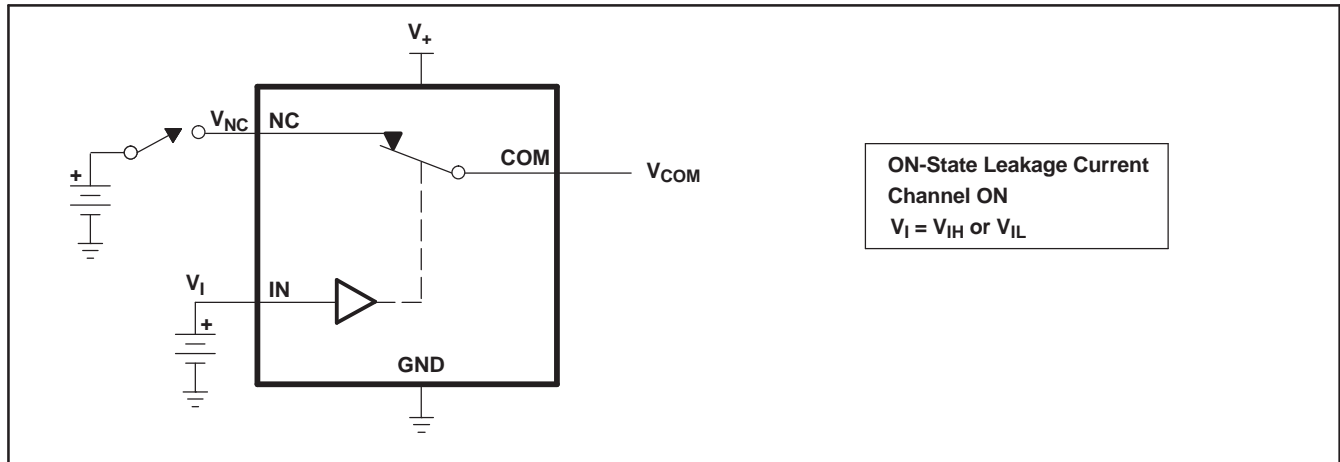 V+
VNC NC
COM
VCOM
+
VI IN
+
GND
ON-State Leakage Current
Channel ON
VI = VIH or VIL